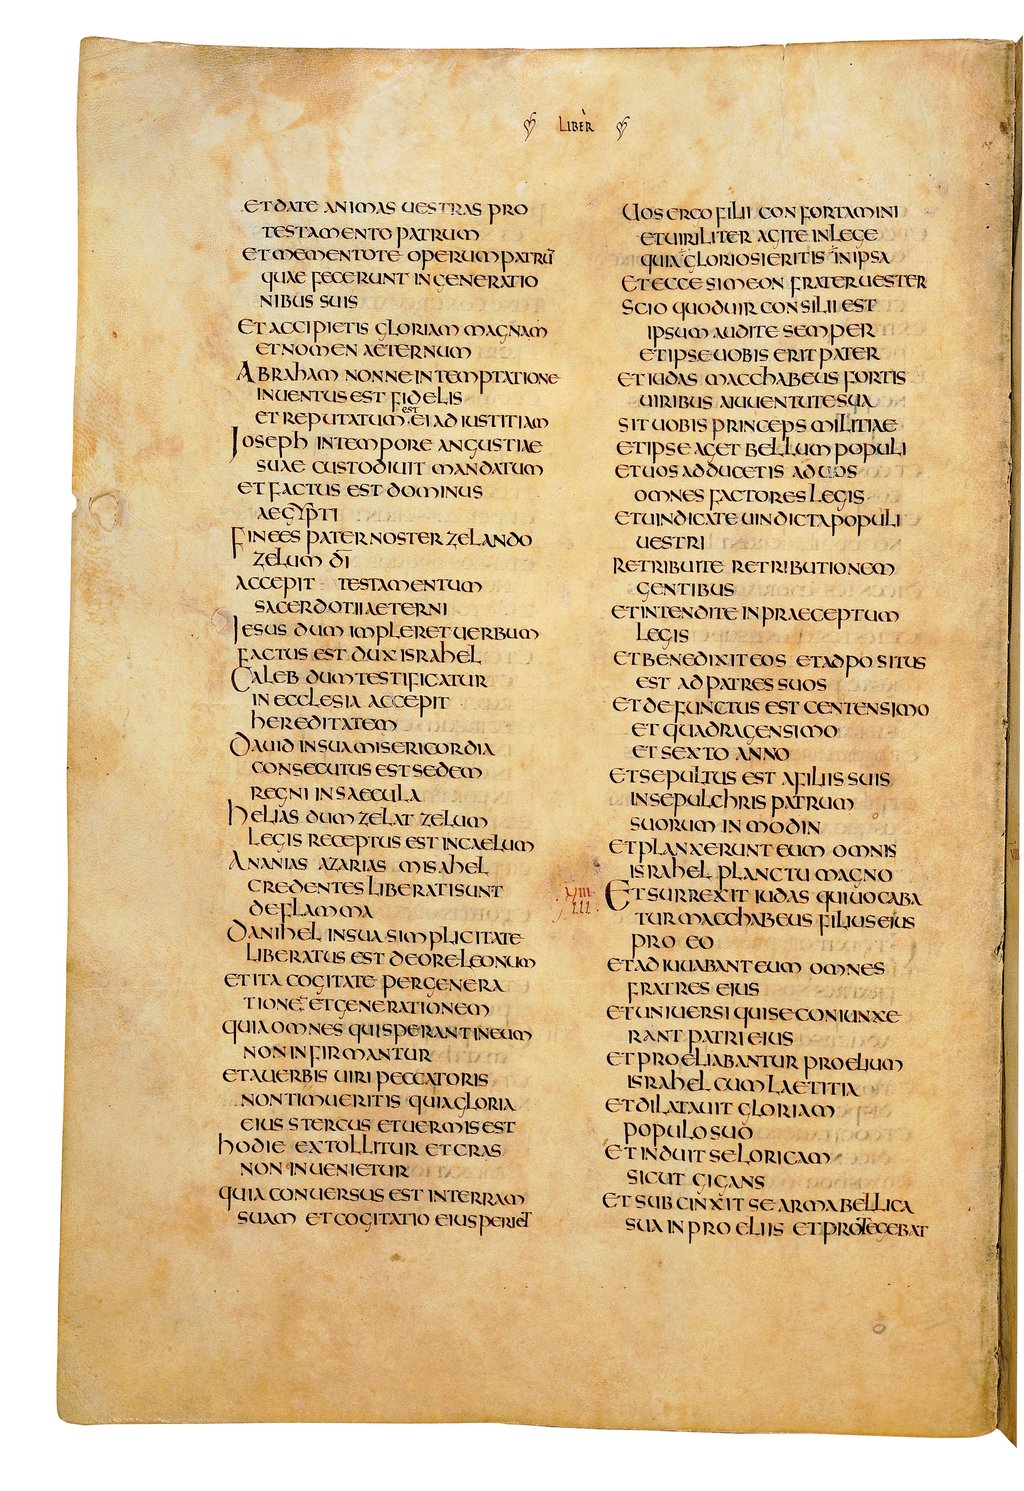 LIBER
ET DATE ANIMAS UESTRAS PRO
TESTAMENTO PATRUM
ET MEMENTOTE OPERUM PATRŪ
QUAE FECERUNT IN GENERATIO
NIBUS SUIS
ET ACCIPIETIS GLORIAM MAGNAM
ET NOMEN AETERNUM
ABRAHAM NONNE IN TEMPTATIONE
INUENTUS EST FIDELIS
ET REPUTATUM EST EI AD IUSTITIAM
IOSEPH IN TEMPORE ANGUSTIAE
SUAE CUSTODIUIT MANDATUM
ET FACTUS EST DOMINUS
AEGYPTI
FINEES PATER NOSTER ZELANDO
ZELUM DĪ
ACCEPIT TESTAMENTUM
SACERDOTII AETERNI
IESUS DUM IMPLERET UERBUM
FACTUS EST DUX ISRAHEL
CALEB DUM TESTIFICATUR
IN ECCLESIA ACCEPIT
HEREDITATEM
DAUID IN SUA MISERICORDIA
CONSECUTUS EST SEDEM
REGNI IN SAECULA
HELIAS DUM ZELAT ZELUM
LEGIS RECEPTUS EST IN CAELUM
ANANIAS AZARIAS MISAHEL
CREDENTES LIBERATI SUNT
DE FLAMMA
DANIHEL IN SUA SIMPLICITATE
LIBERATUS EST DE ORE LEONUM
ET ITA COGITATE PER GENERA
TIONE ET GENERATIONEM
QUIA OMNES QUI SPERANT IN EUM
NON INFIRMANTUR
ET A UERBIS UIRI PECCATORIS
NON TIMUERITIS QUIA GLORIA
EIUS STERCUS ET UERMIS EST
HODIE EXTOLLITUR ET CRAS
NON INUENIETUR
QUIA CONUERSUS EST IN TERRAM
SUAM ET COGITATIO EIUS PERIET
UOS ERGO FILII CONFORTAMINI
ET UIRILITER AGITE IN LEGE
QUIA GLORIOSI ERITIS IN IPSA
ET ECCE SIMEON FRATER UESTER
SCIO QUOD UIR CONSILII EST
IPSUM AUDITE SEMPER
ET IPSE UOBIS ERIT PATER
ET IUDAS MACCHABEUS FORTIS
UIRIBUS A IUUENTUTE SUA
SIT UOBIS PRINCEPS MILITIAE
ET IPSE AGET BELLUM POPULI
ET UOS ADDUCETIS AD UOS
OMNES FACTORES LEGIS
ET UINDICATE UINDICTA POPULI
UESTRI
RETRIBUITE RETRIBUTIONEM
GENTIBUS
ET INTENDITE IN PRAECEPTUM
LEGIS
ET BENEDIXIT EOS ET ADPOSITUS
EST AD PATRES SUOS
ET DEFUNCTUS EST CENTENSIMO
ET QUADRAGENSIMO
ET SEXTO ANNO
ET SEPULTUS EST A FILIIS SUIS
IN SEPULCHRIS PATRUM
SUORUM IN MODIN
ET PLANXERUNT EUM OMNIS
ISRAHEL PLANCTU MAGNO
ET SURREXIT IUDAS QUI UOCABA
TUR MACCHABEUS FILIUS EIUS
PRO EO
ET ADIUUABANT EUM OMNES
FRATRES EIUS
ET UNIUERSI QUI SE CONIUNXE
RANT PATRI EIUS
ET PROELIABANTUR PROELIUM
ISRAHEL CUM LAETITIA
ET DILATAUIT GLORIAM
POPULO SUO
ET INDUIT SE LORICAM
SICUT GIGANS
ET SUBCINXIT SE ARMA BELLICA
SUA IN PROELIIS ET PROTEGEBAT